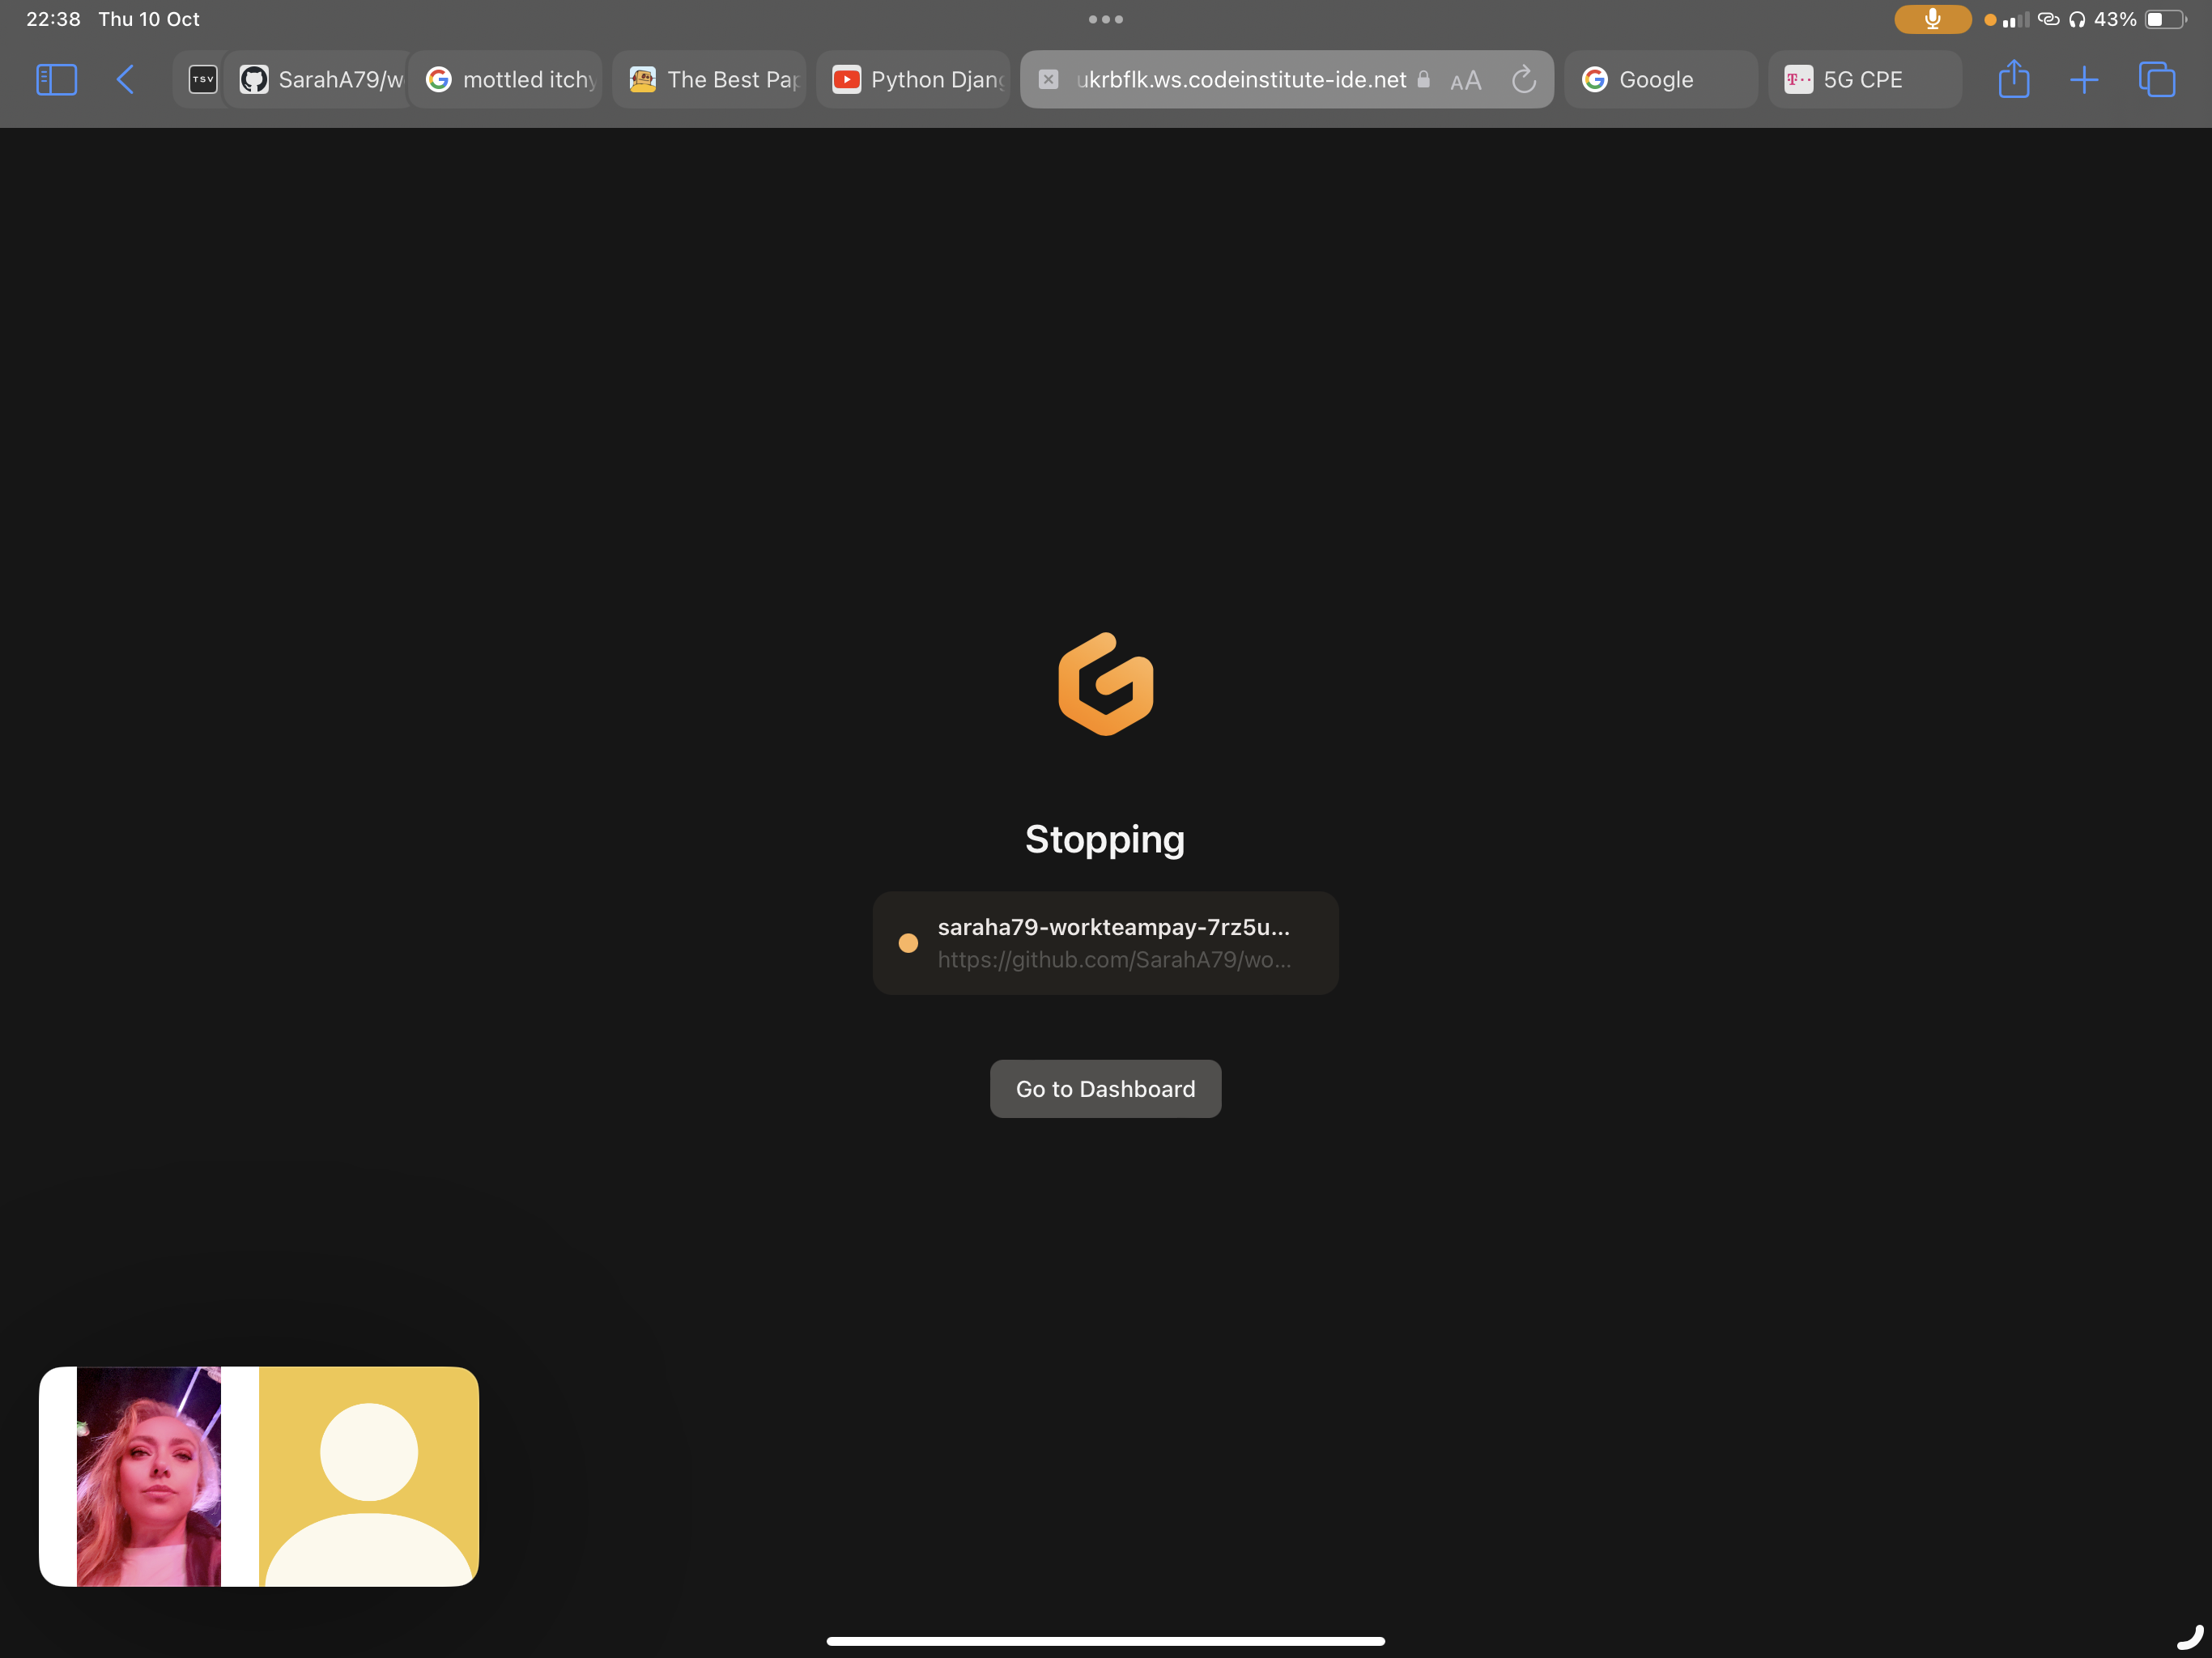 22:38 Thu 10 Oct
43%
TSV
SarahA79/w
mottled itchy
The Best Pap
Python Djang
ukrbflk.ws.codeinstitute-ide.net
AA
Google
T
5G CPE
Stopping
saraha79-workteampay-7rz5u...
https://github.com/SarahA79/wo...
Go to Dashboard